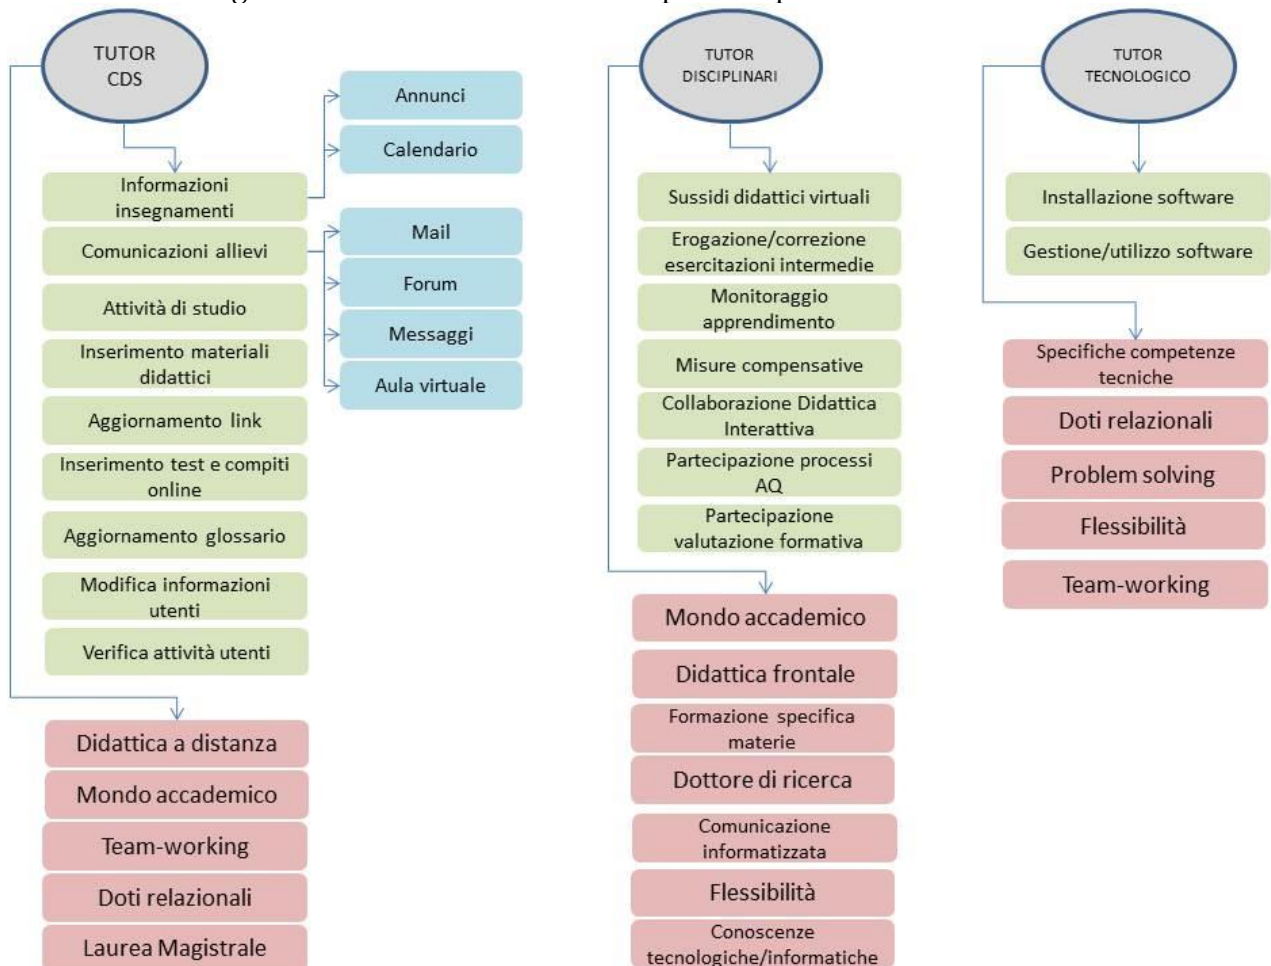 TUTOR
CDS
Annunci
Calendario
Informazioni
insegnamenti
Comunicazioni allievi
Mail
Forum
Messaggi
Aula virtuale
Attività di studio
Inserimento materiali
didattici
Aggiornamento link
Inserimento test e compiti
online
Aggiornamento glossario
Modifica informazioni
utenti
Verifica attività utenti
Didattica a distanza
Mondo accademico
Team-working
Doti relazionali
Laurea Magistrale
TUTOR
DISCIPLINARI
Sussidi didattici virtuali
Erogazione/correzione
esercitazioni intermedie
Monitoraggio
apprendimento
Misure compensative
Collaborazione Didattica
Interattiva
Partecipazione processi
AQ
Partecipazione
valutazione formativa
Mondo accademico
Didattica frontale
Formazione specifica
materie
Dottore di ricerca
Comunicazione
informatizzata
Flessibilità
Conoscenze
tecnologiche/informatiche
TUTOR
TECNOLOGICO
Installazione software
Gestione/utilizzo software
Specifiche competenze
tecniche
Doti relazionali
Problem solving
Flessibilità
Team-working